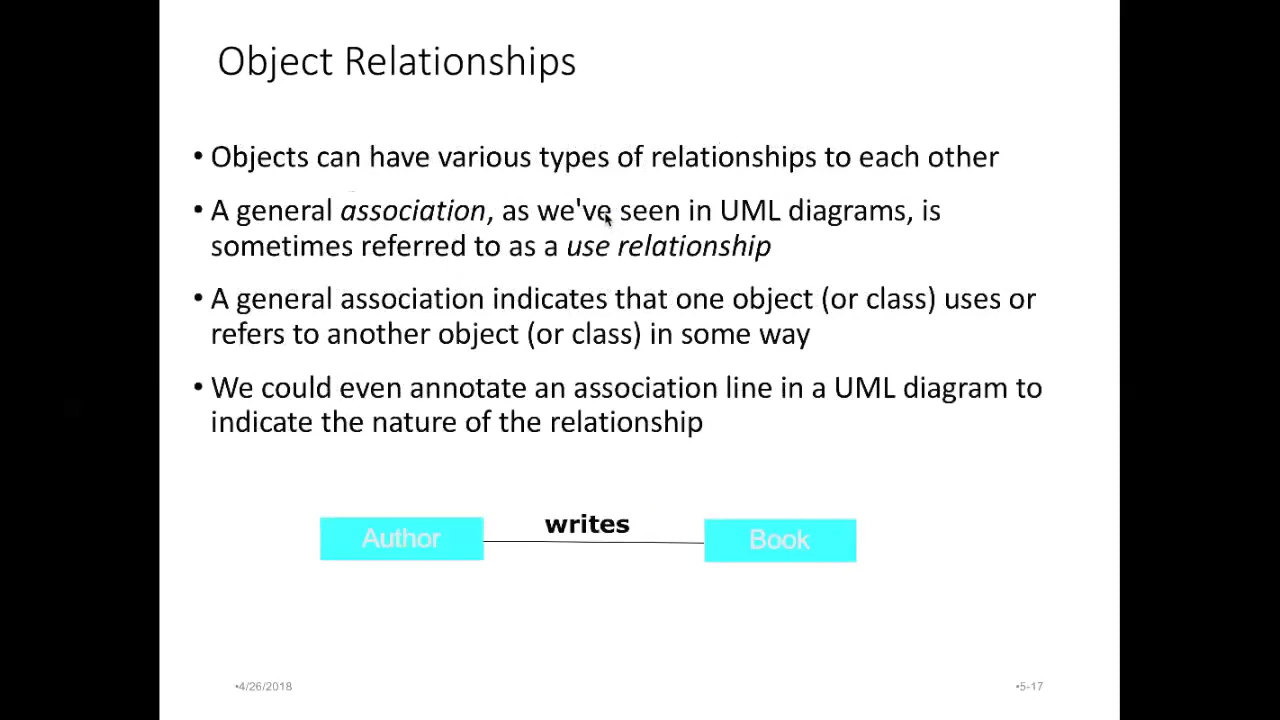 Object Relationships
• Objects can have various types of relationships to each other
• A general association, as we've seen in UML diagrams, is
sometimes referred to as a use relationship
• A general association indicates that one object (or class) uses or
refers to another object (or class) in some way
• We could even annotate an association line in a UML diagram to
indicate the nature of the relationship
writes
Author Book
•4/26/2018 •5-17